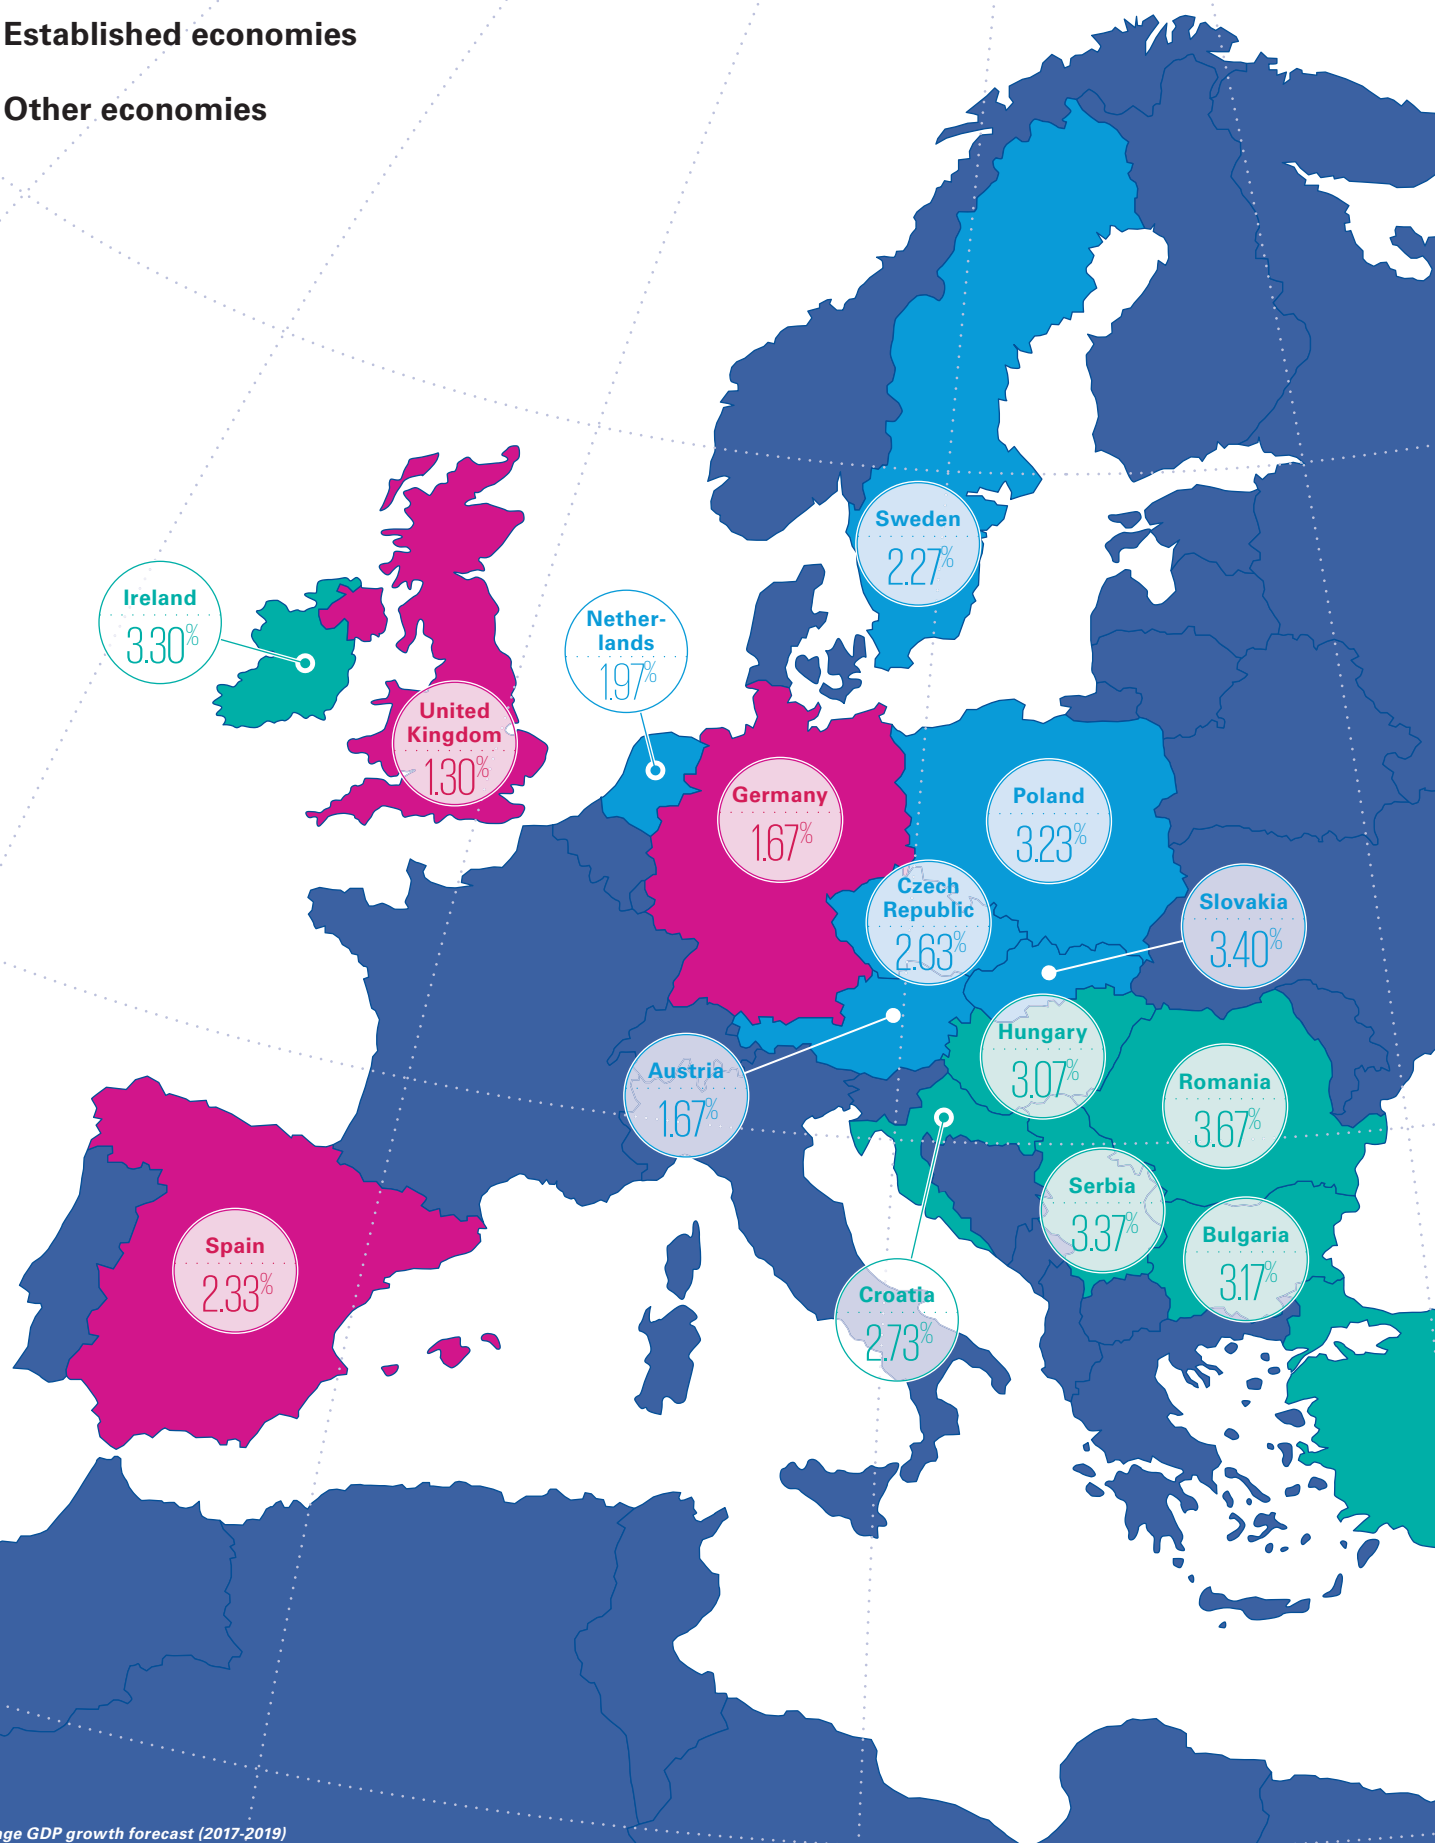 Established economies
Other economies
Sweden
2.27%
Ireland
3.30%
Nether-
lands
1.97%
United
Kingdom
1.30%
Germany
1.67%
Poland
3.23%
Czech
Republic
2.63%
Slovakia
3.40%
Hungary
3.07%
Austria
1.67%
Romania
3.67%
Serbia
3.37%
Bulgaria
3.17%
Spain
2.33%
Croatia
2.73%
GDP growth forecast (2017-2019)